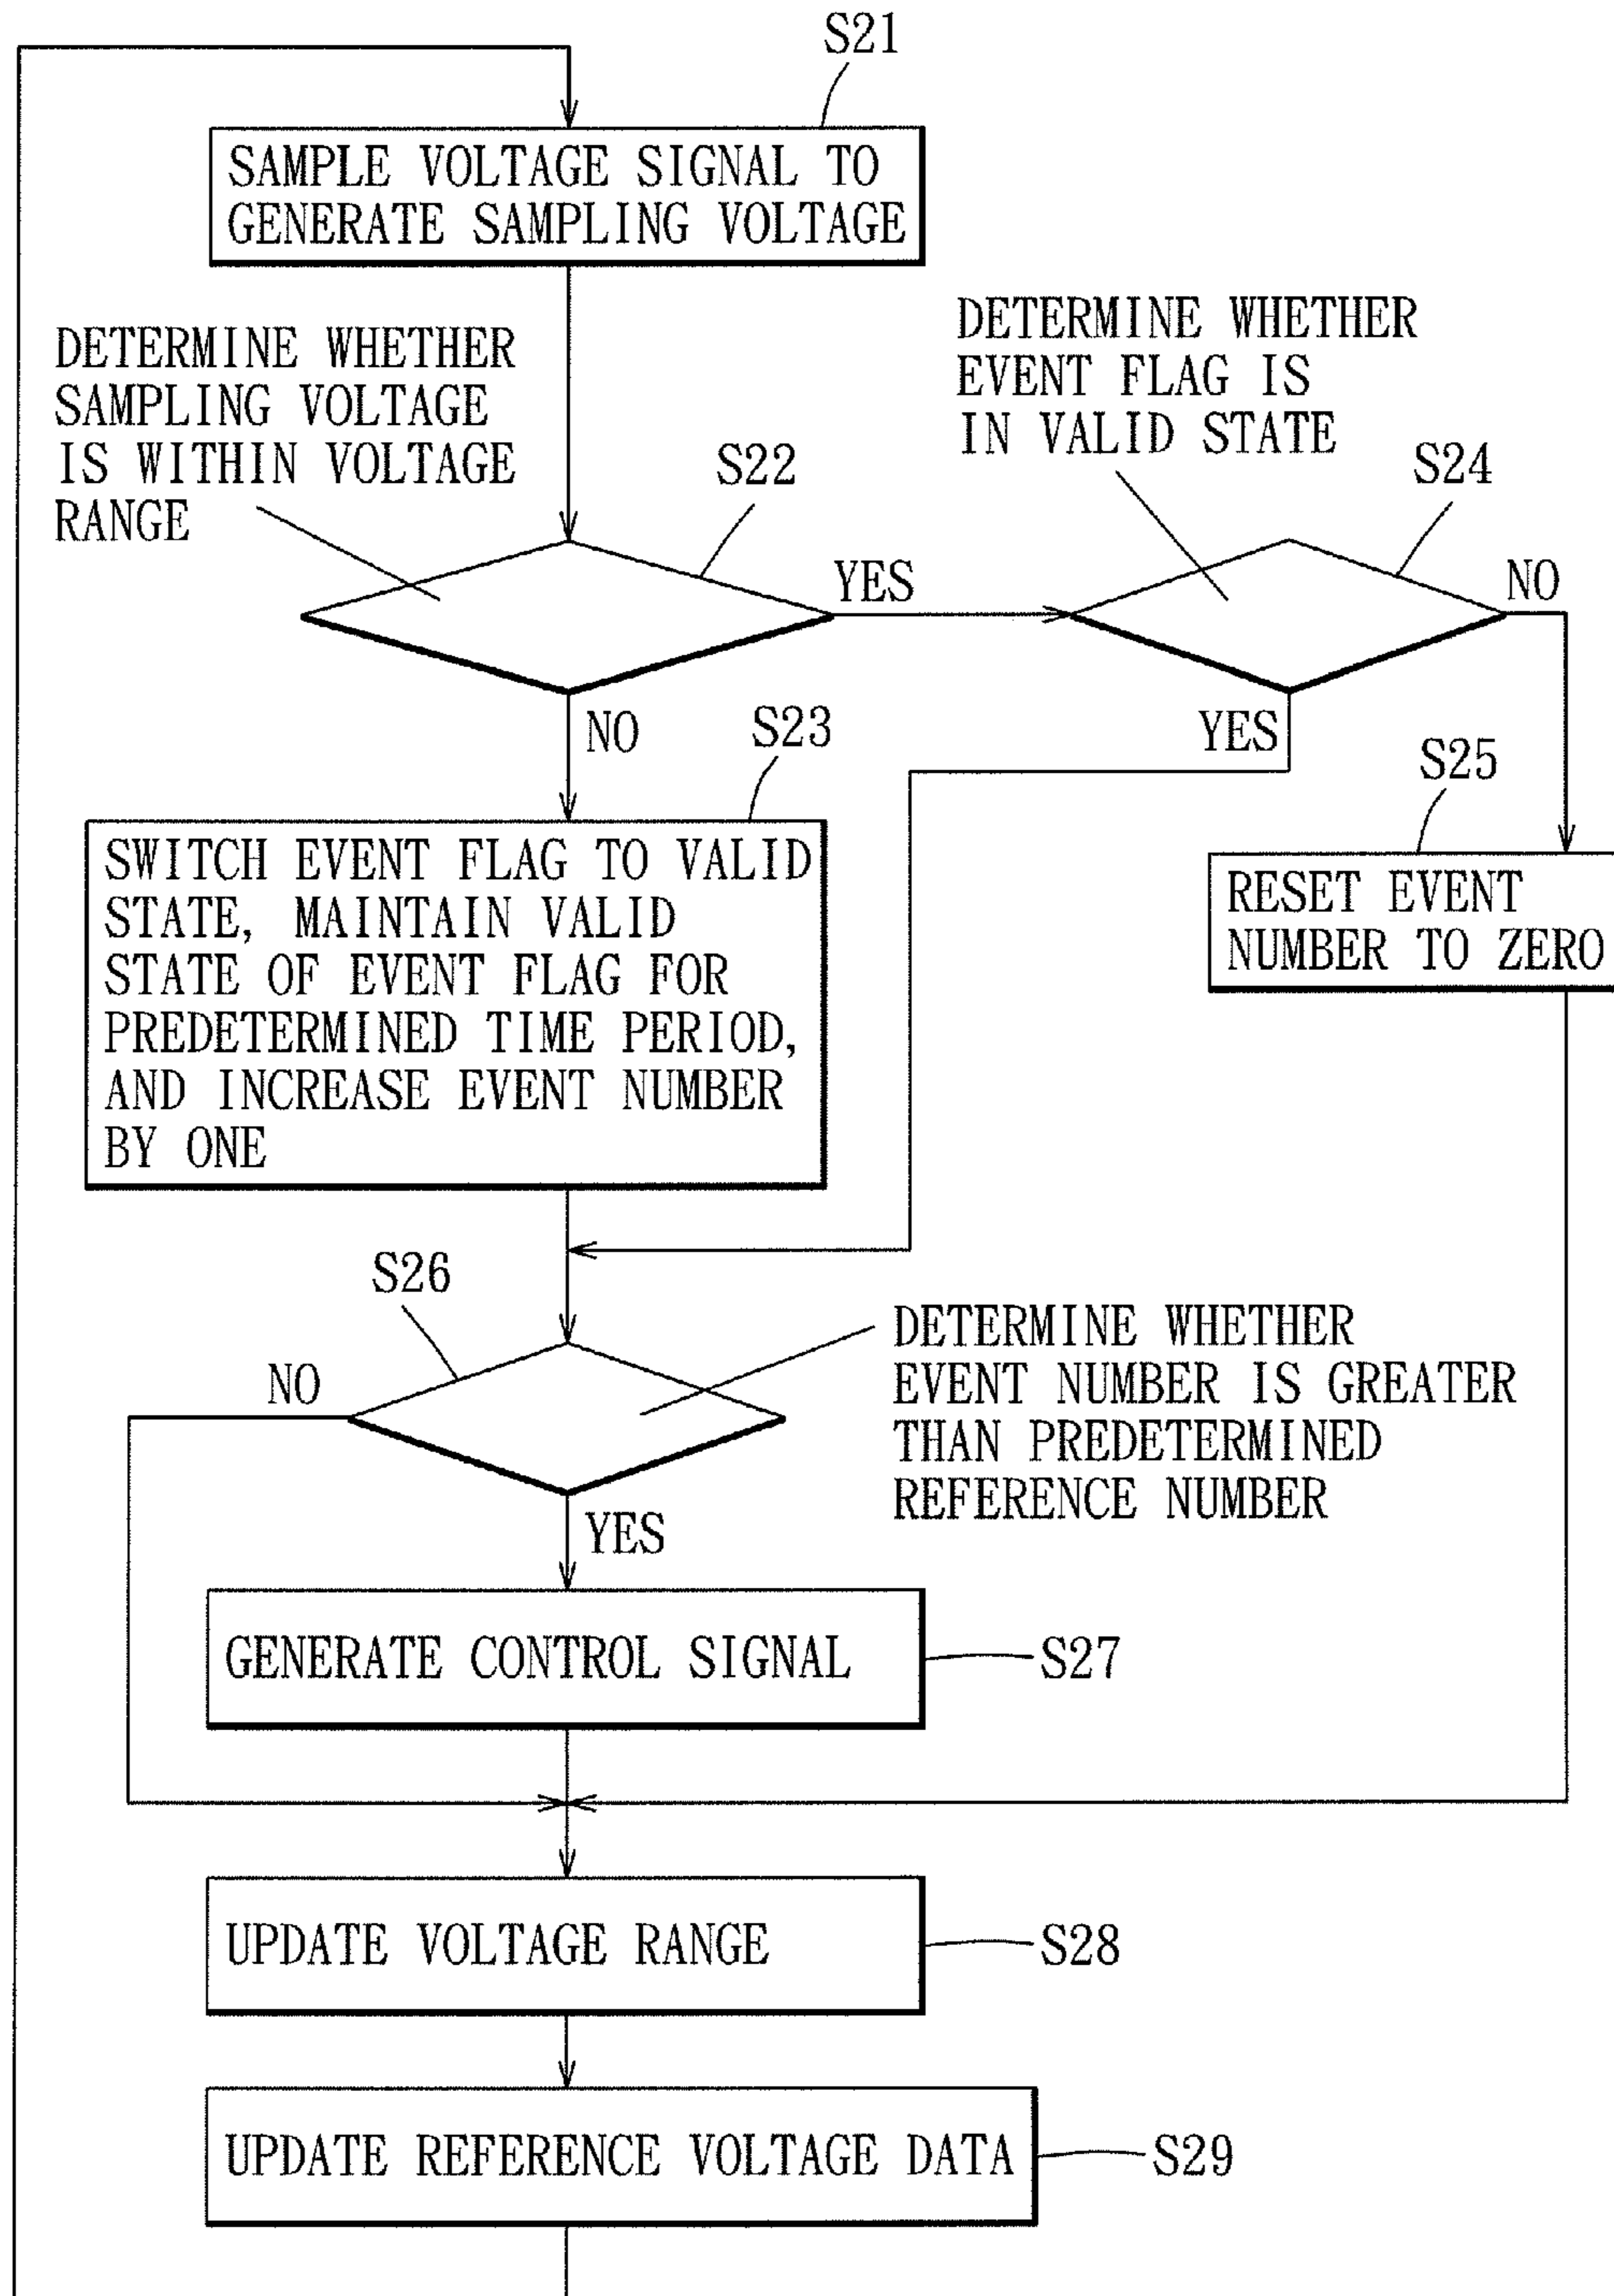 S21
SAMPLE VOLTAGE SIGNAL TO
GENERATE SAMPLING VOLTAGE
DETERMINE WHETHER
SAMPLING VOLTAGE
IS WITHIN VOLTAGE
RANGE
S22
YES
NO
DETERMINE WHETHER
EVENT FLAG IS
IN VALID STATE
S24
NO
YES
S23
SWITCH EVENT FLAG TO VALID
STATE, MAINTAIN VALID
STATE OF EVENT FLAG FOR
PREDETERMINED TIME PERIOD,
AND INCREASE EVENT NUMBER
BY ONE
S25
RESET EVENT
NUMBER TO ZERO
S26
NO
DETERMINE WHETHER
EVENT NUMBER IS GREATER
THAN PREDETERMINED
REFERENCE NUMBER
YES
GENERATE CONTROL SIGNAL
S27
UPDATE VOLTAGE RANGE
S28
UPDATE REFERENCE VOLTAGE DATA
S29